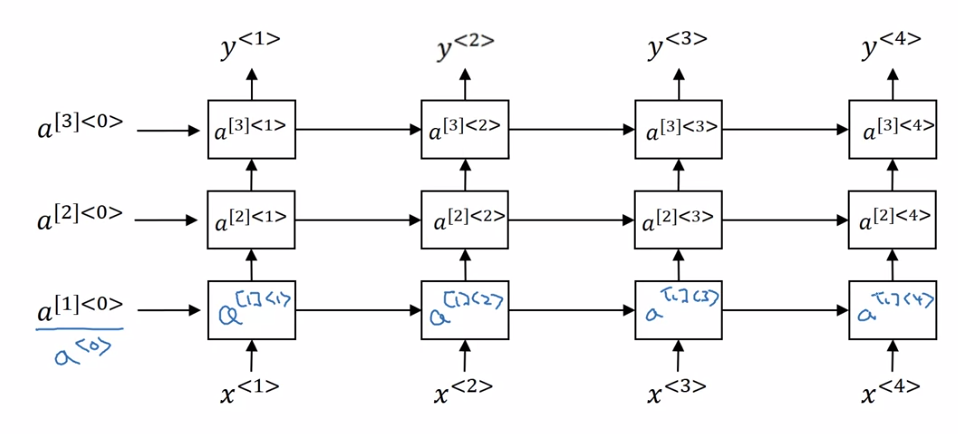 y<1> y<2> y<3> y<4>
a[3]<0> a[3]<1> a[3]<2> a[3]<3> a[3]<4>
a[2]<0> a[2]<1> a[2]<2> a[2]<3> a[2]<4>
a[1]<0> a[1]<1> a[1]<2> a[1]<3> a[1]<4>
a<0>
x<1> x<2> x<3> x<4>